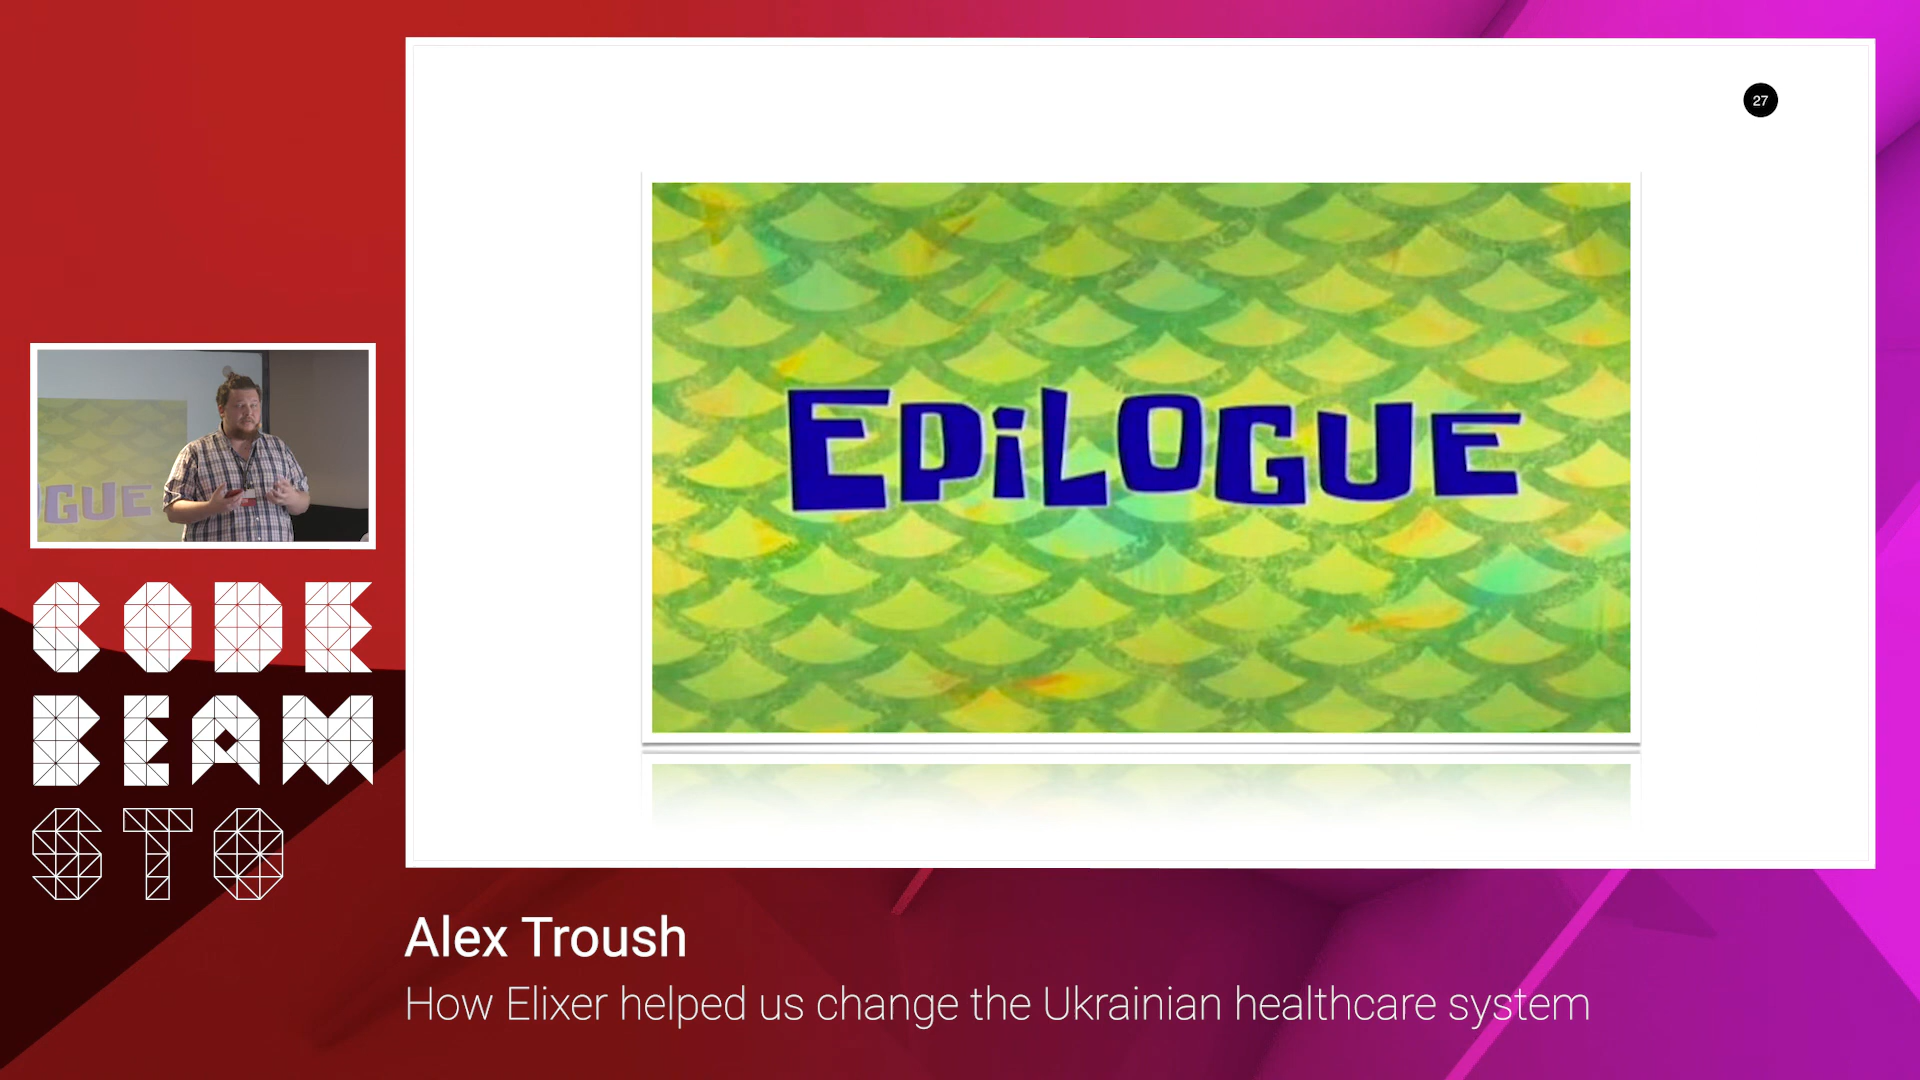 27
EPiLOGUE
GUE
CODE
BEAM
STO
Alex Troush
How Elixer helped us change the Ukrainian healthcare system